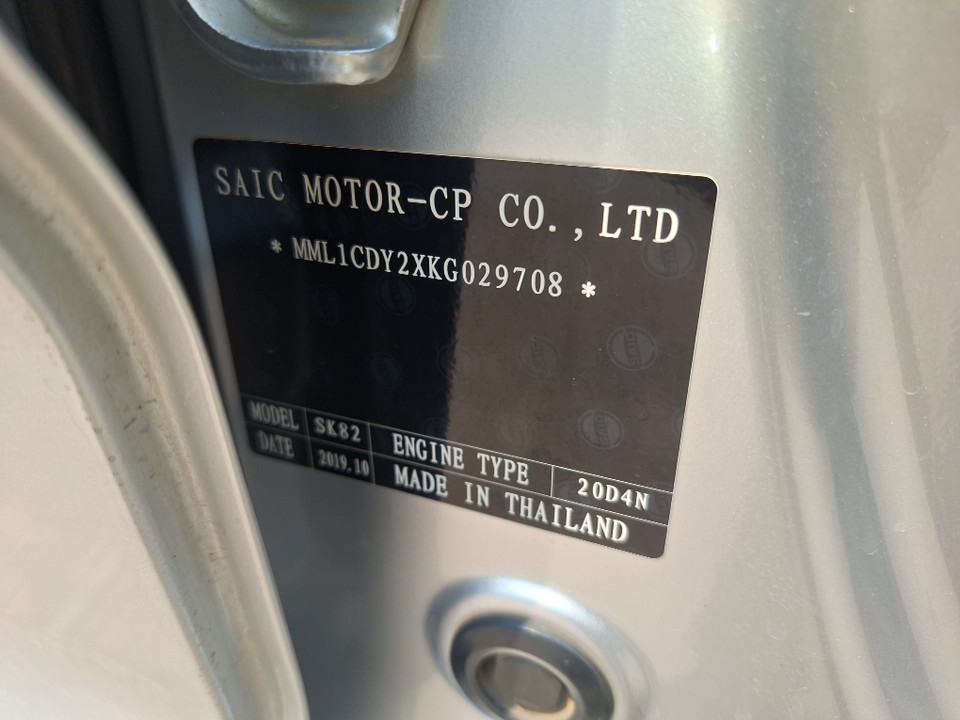 SAIC MOTOR-CP CO.,LTD
* MML1CDY2XKG029708 *
MODEL SK82 ENGINE TYPE 20D4N
DATE 2019.10 MADE IN THAILAND